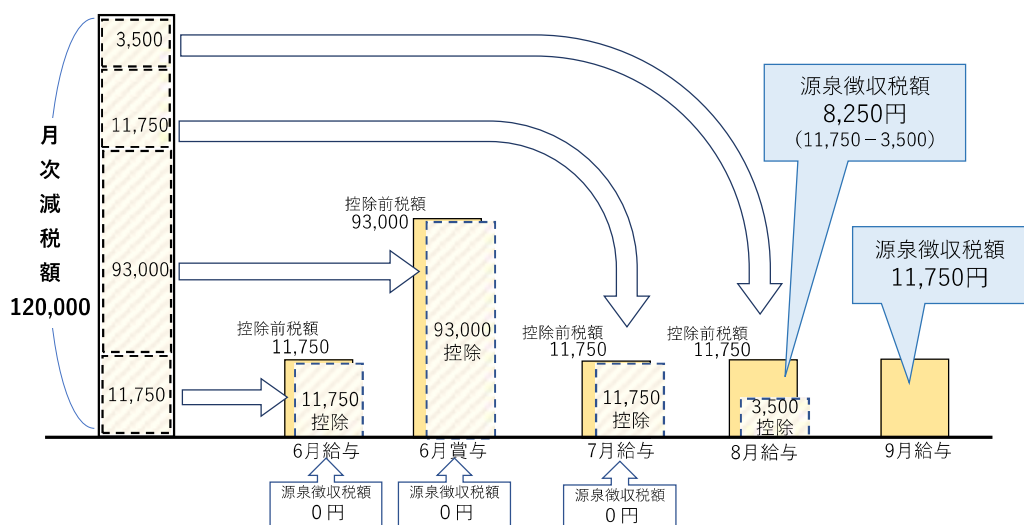 月次減税額
120,000
3,500
11,750
93,000
11,750
控除前税額
11,750
11,750
控除
6月給与
源泉徴収税額
0円
控除前税額
93,000
93,000
控除
6月賞与
源泉徴収税額
0円
控除前税額
11,750
11,750
控除
7月給与
源泉徴収税額
0円
控除前税額
11,750
3,500
控除
8月給与
源泉徴収税額
8,250円
（11,750－3,500）
源泉徴収税額
11,750円
9月給与